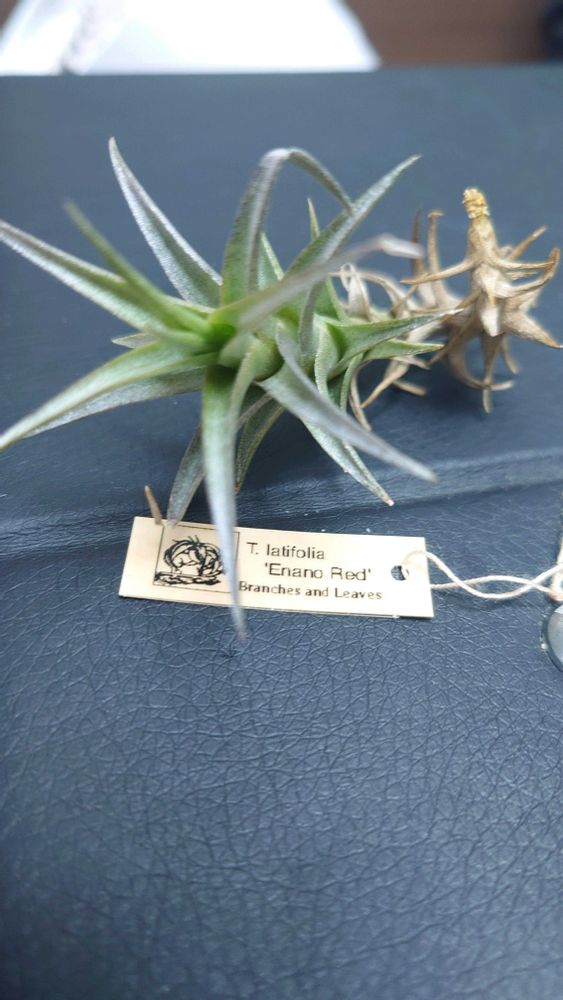 T. latifolia
'Enano Red'
Branches and Leaves